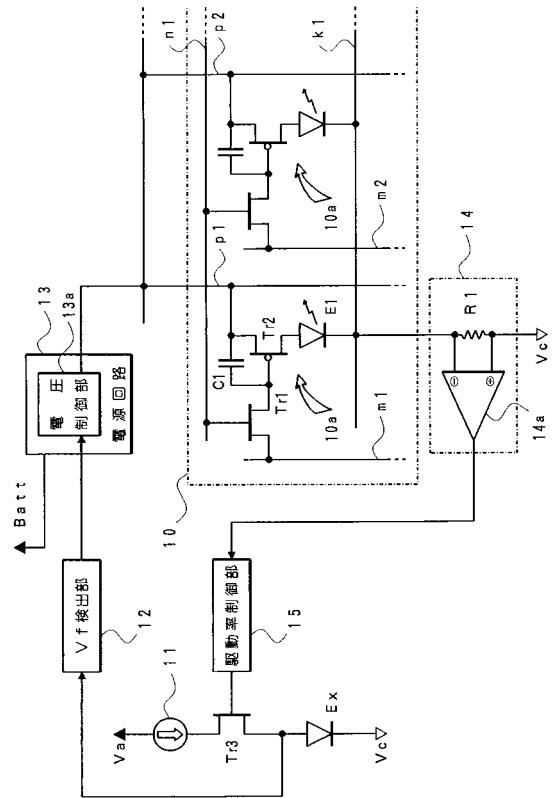 Batt
13
13a
電圧
制御部
電源回路
Vf検出部
12
Va
11
Tr3
Ex
Vc
駆動率制御部
15
10
n1
p2
k1
p1
C1
Tr1
Tr2
E1
10a
m1
10a
m2
14
R1
⊖
⊕
14a
Vc